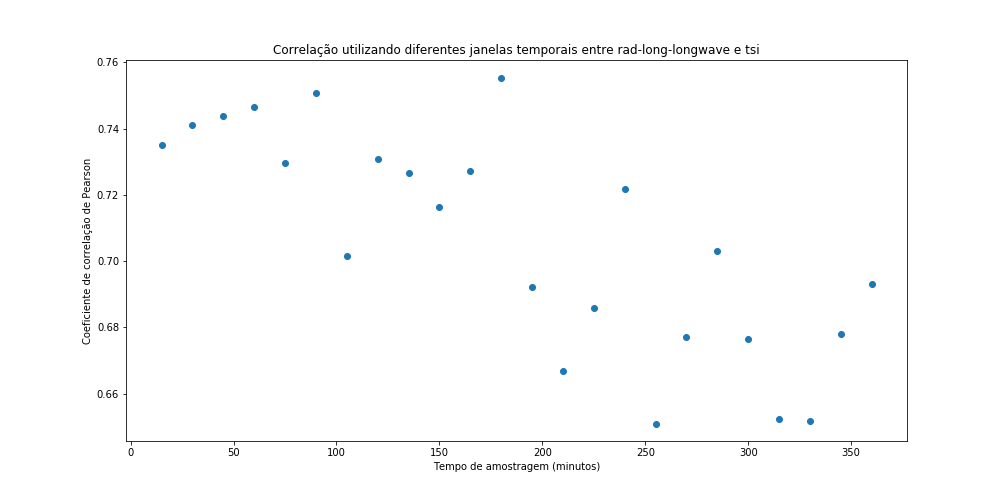 Correlação utilizando diferentes janelas temporais entre rad-long-longwave e tsi
0.76
0.74
0.72
0.70
0.68
0.66
Coeficiente de correlação de Pearson
0 50 100 150 200 250 300 350
Tempo de amostragem (minutos)